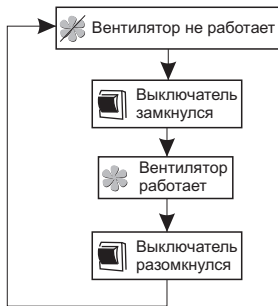 Вентилятор не работает
Выключатель
замкнулся
Вентилятор
работает
Выключатель
разомкнулся